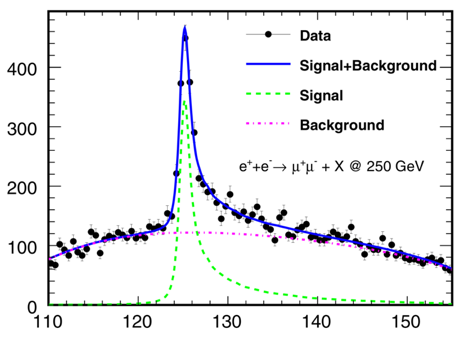 Data
Signal+Background
Signal
Background
e⁺+e⁻→ μ⁺μ⁻ + X @ 250 GeV
400
300
200
100
0
110 120 130 140 150